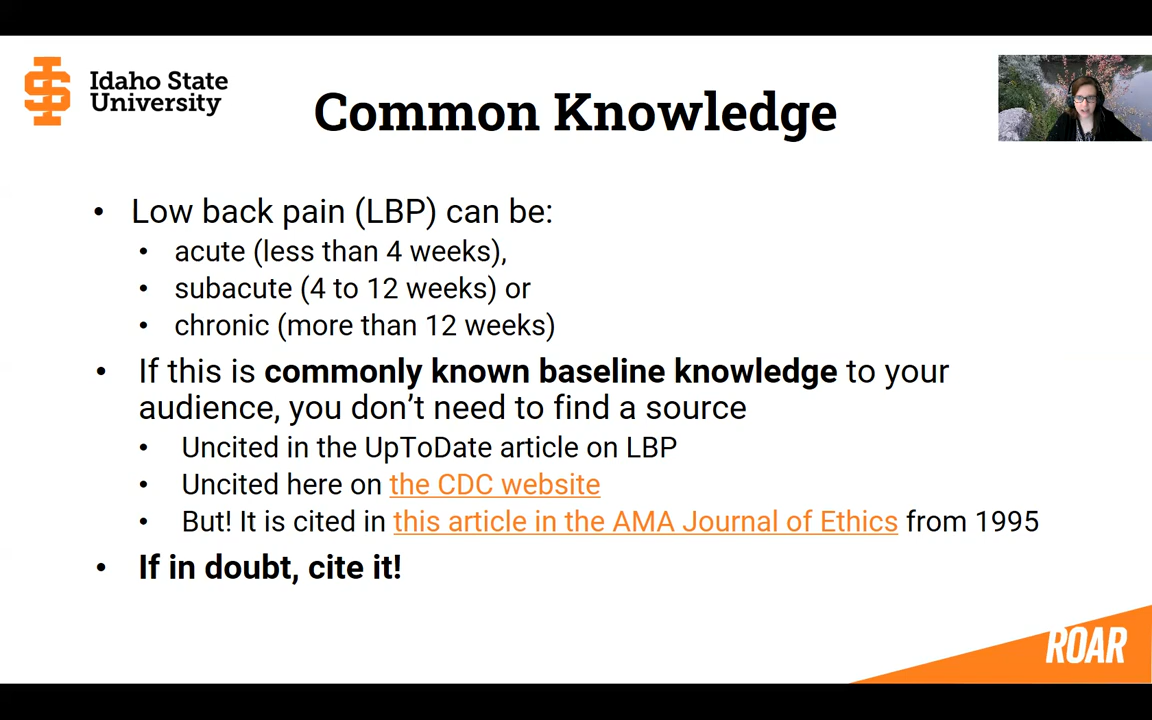 Idaho State
University
Common Knowledge
• Low back pain (LBP) can be:
• acute (less than 4 weeks),
• subacute (4 to 12 weeks) or
• chronic (more than 12 weeks)
• If this is commonly known baseline knowledge to your
audience, you don’t need to find a source
• Uncited in the UpToDate article on LBP
• Uncited here on the CDC website
• But! It is cited in this article in the AMA Journal of Ethics from 1995
• If in doubt, cite it!
ROAR